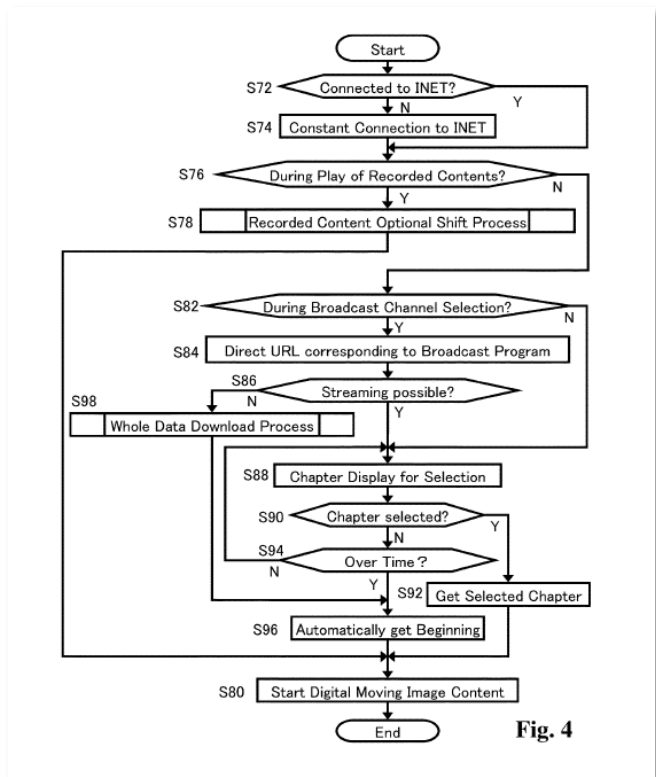 Start
S72
Connected to INET?
Y
N
S74
Constant Connection to INET
S76
During Play of Recorded Contents?
N
Y
S78
Recorded Content Optional Shift Process
S82
During Broadcast Channel Selection?
N
Y
S84
Direct URL corresponding to Broadcast Program
S86
Streaming possible?
N
Y
S98
Whole Data Download Process
S88
Chapter Display for Selection
S90
Chapter selected?
Y
N
S94
Over Time?
N
Y
S92
Get Selected Chapter
S96
Automatically get Beginning
S80
Start Digital Moving Image Content
End
Fig. 4